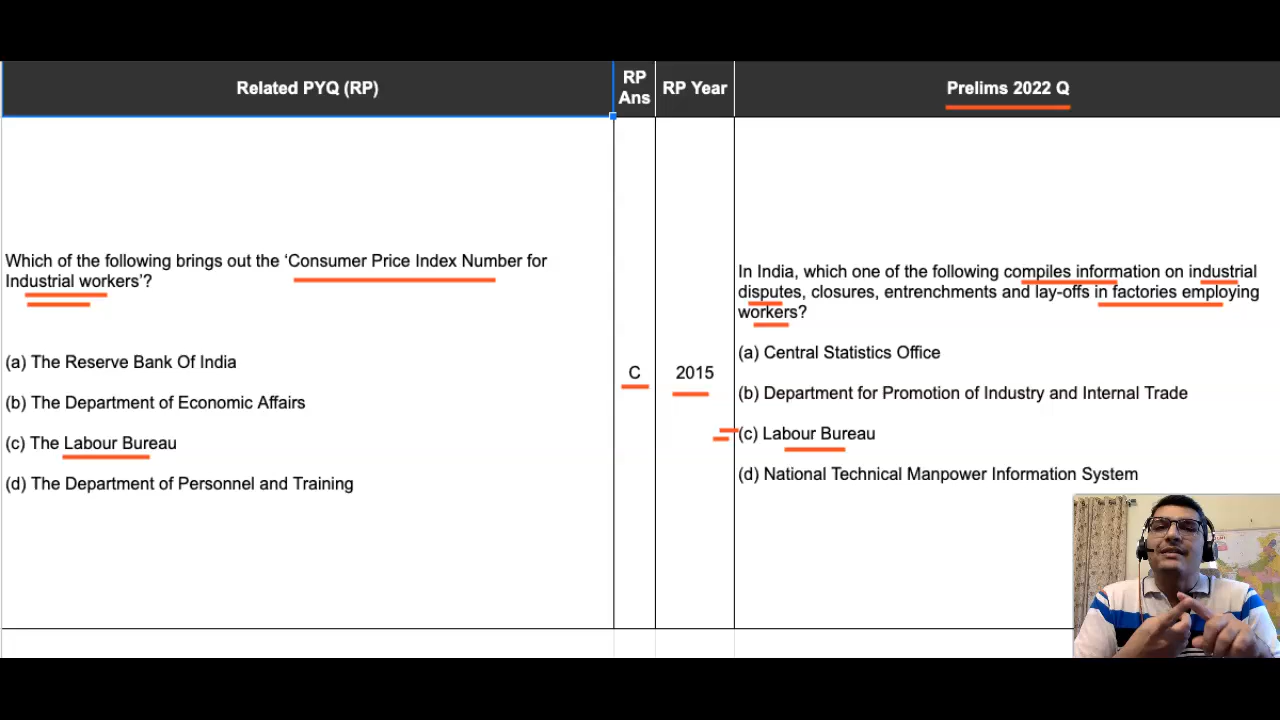 Related PYQ (RP)
RP
Ans
RP Year
Prelims 2022 Q
Which of the following brings out the ‘Consumer Price Index Number for
Industrial workers’?
(a) The Reserve Bank Of India
(b) The Department of Economic Affairs
(c) The Labour Bureau
(d) The Department of Personnel and Training
C
2015
In India, which one of the following compiles information on industrial
disputes, closures, entrenchments and lay-offs in factories employing
workers?
(a) Central Statistics Office
(b) Department for Promotion of Industry and Internal Trade
(c) Labour Bureau
(d) National Technical Manpower Information System